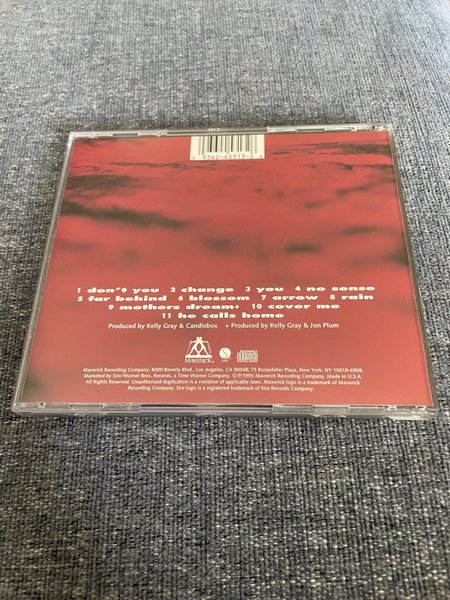 9362-45313-2
1 don't you 2 change 3 you 4 no sense
5 far behind 6 blossom 7 arrow 8 rain
9 mothers dream+ 10 cover me
11 he calls home
Produced by Kelly Gray & Candlebox + Produced by Kelly Gray & Jon Plum
MAVERICK
COMPACT disc
Maverick Recording Company, 8000 Beverly Blvd., Los Angeles, CA 90048; 75 Rockefeller Plaza, New York, NY 10019-6908.
Marketed by Sire/Warner Bros. Records, a Time Warner Company. ©℗1993 Maverick Recording Company. Made in U.S.A.
All Rights Reserved. Unauthorized duplication is a violation of applicable laws. Maverick logo is a trademark of Maverick
Recording Company. Sire logo is a registered trademark of Sire Records Company.